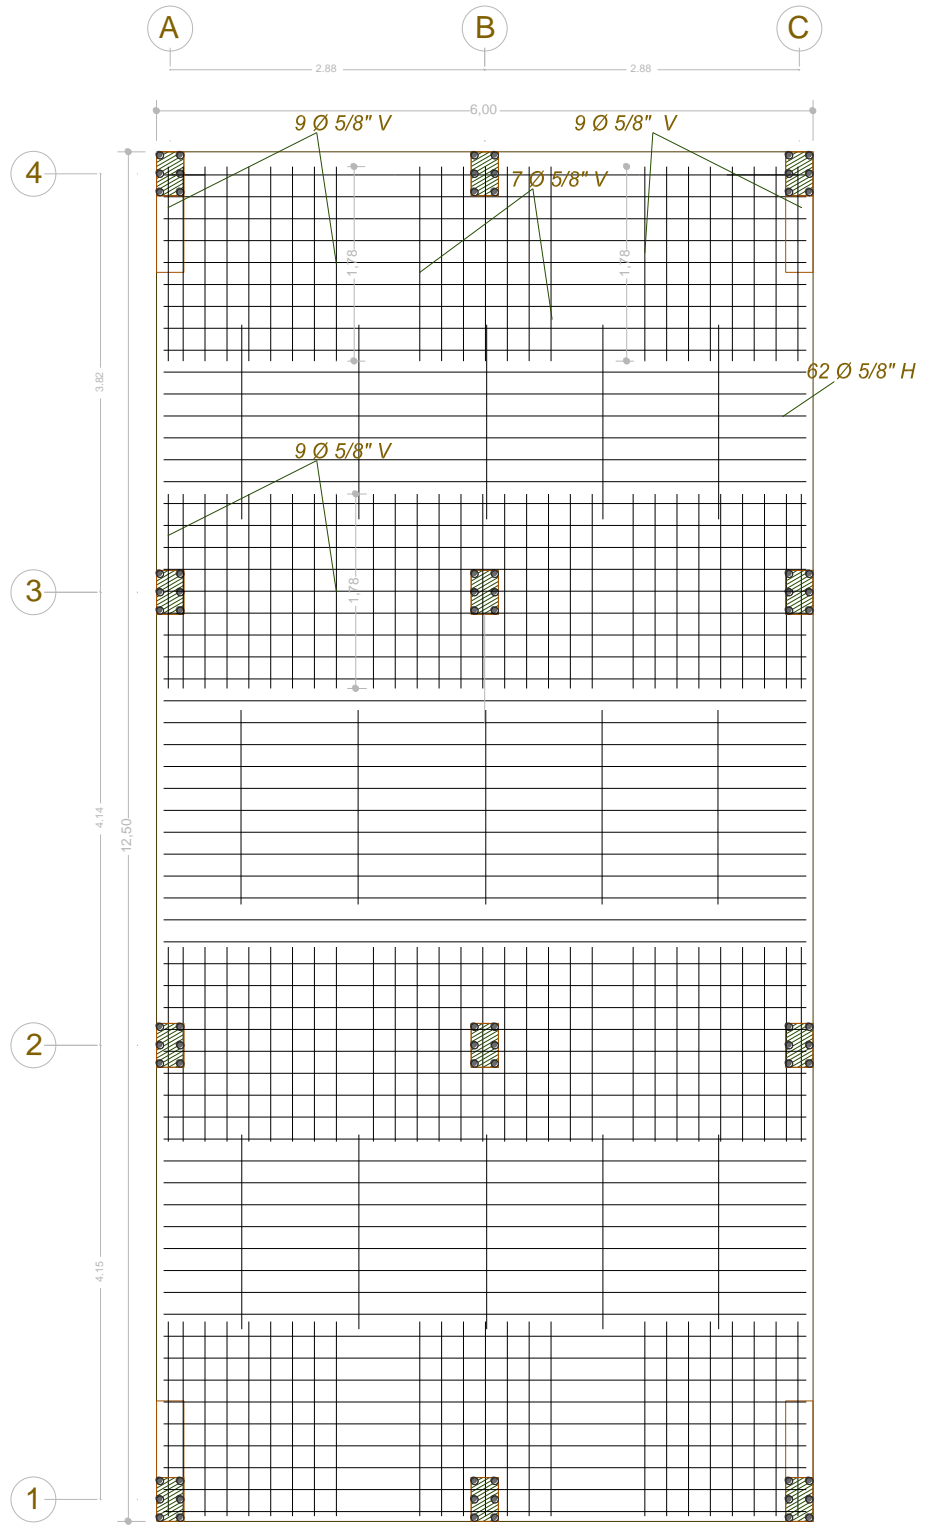 A B C
2.88 2.88
6,00
9 Ø 5/8" V 9 Ø 5/8" V
4
7 Ø 5/8" V
1,78 1,78
62 Ø 5/8" H
3.82
9 Ø 5/8" V
3
1,78
4.14
12,50
2
4.15
1